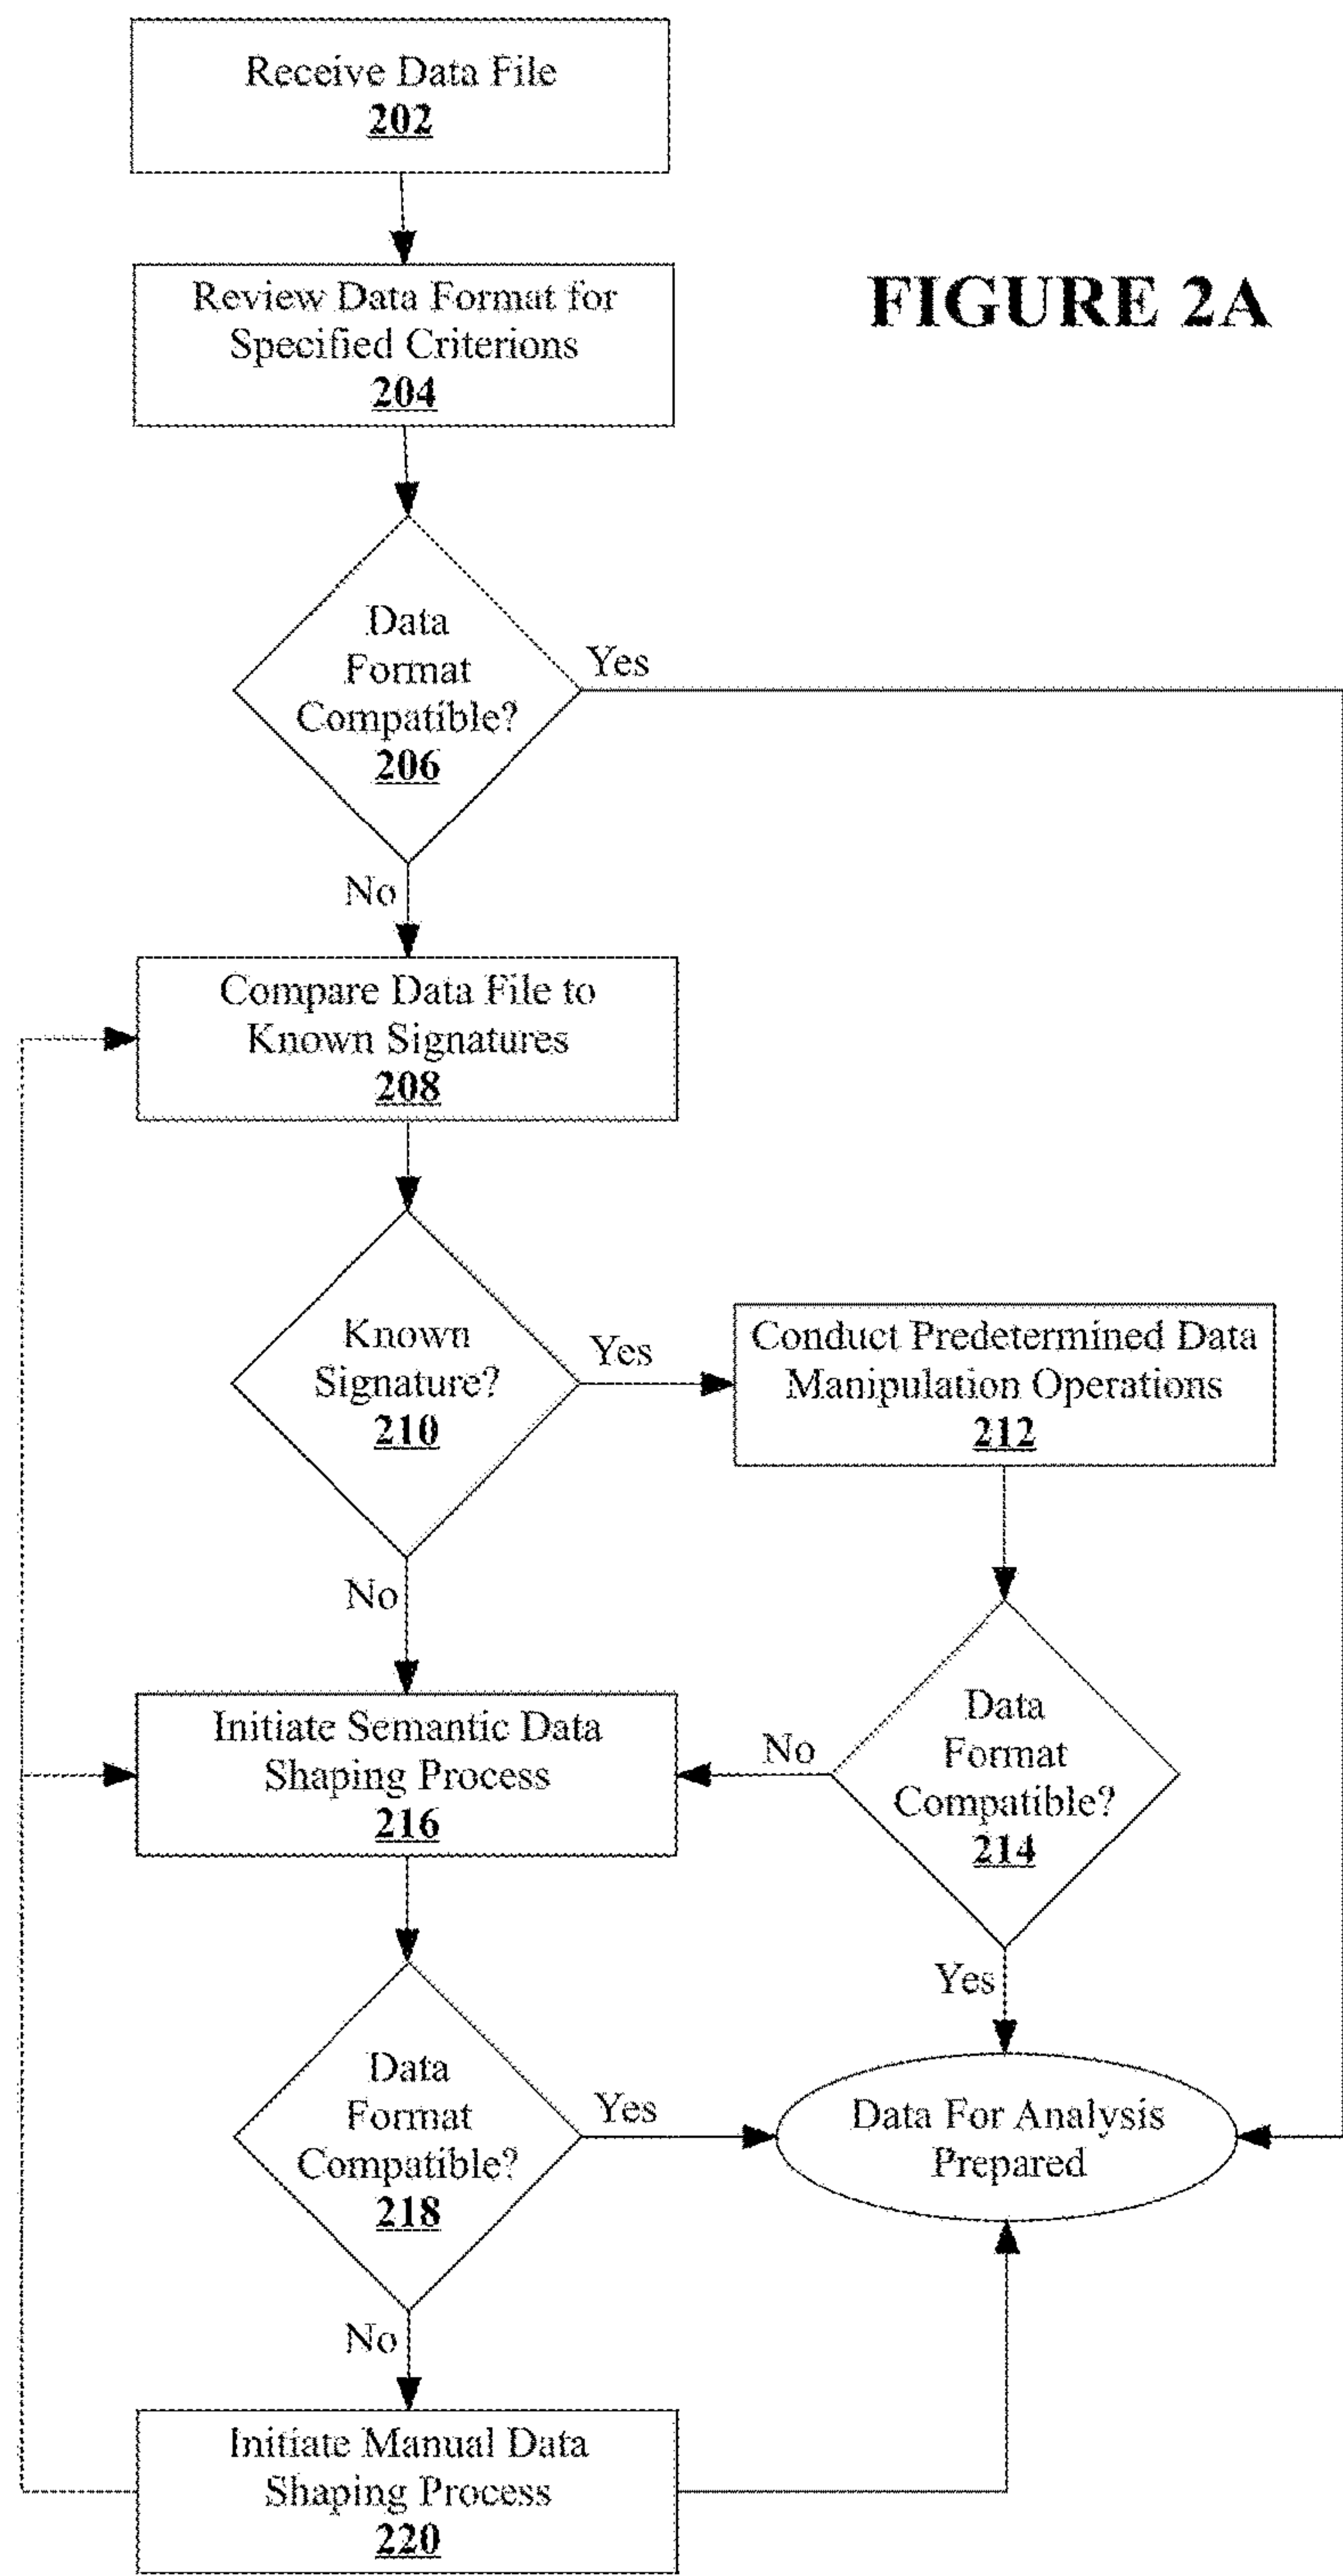 Receive Data File
202
FIGURE 2A
Review Data Format for
Specified Criterions
204
Data
Format
Compatible?
206
Yes
No
Compare Data File to
Known Signatures
208
Known
Signature?
210
Yes
Conduct Predetermined Data
Manipulation Operations
212
No
Initiate Semantic Data
Shaping Process
216
No
Data
Format
Compatible?
214
Yes
Data
Format
Compatible?
218
Yes
Data For Analysis
Prepared
No
Initiate Manual Data
Shaping Process
220